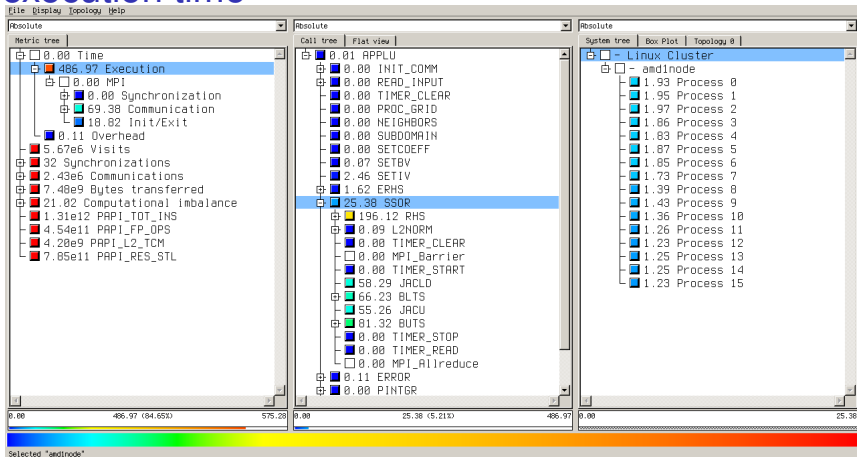 execution time
File Display Topology Help
Absolute
Absolute
Absolute
Metric tree
Call tree Flat view
System tree Box Plot Topology 0
0.00 Time
486.97 Execution
0.00 MPI
0.00 Synchronization
69.38 Communication
18.82 Init/Exit
0.11 Overhead
5.67e6 Visits
32 Synchronizations
2.43e6 Communications
7.48e9 Bytes transferred
21.02 Computational imbalance
1.31e12 PAPI_TOT_INS
4.54e11 PAPI_FP_OPS
4.20e9 PAPI_L2_TCM
7.85e11 PAPI_RES_STL
0.01 APPLU
0.00 INIT_COMM
0.00 READ_INPUT
0.00 TIMER_CLEAR
0.00 PROC_GRID
0.00 NEIGHBORS
0.00 SUBDOMAIN
0.00 SETCOEFF
0.07 SETBV
2.46 SETIV
1.62 ERHS
25.38 SSOR
196.12 RHS
0.09 L2NORM
0.00 TIMER_CLEAR
0.00 MPI_Barrier
0.00 TIMER_START
58.29 JACLD
66.23 BLTS
55.26 JACU
81.32 BUTS
0.00 TIMER_STOP
0.00 TIMER_READ
0.00 MPI_Allreduce
0.11 ERROR
0.00 PINTGR
- Linux Cluster
- amd1node
1.93 Process 0
1.95 Process 1
1.97 Process 2
1.86 Process 3
1.83 Process 4
1.87 Process 5
1.85 Process 6
1.73 Process 7
1.39 Process 8
1.43 Process 9
1.36 Process 10
1.26 Process 11
1.23 Process 12
1.25 Process 13
1.25 Process 14
1.23 Process 15
0.00 486.97 (84.65%) 575.28
0.00 25.38 (5.21%) 486.97
0.00 25.38
Selected "amd1node"